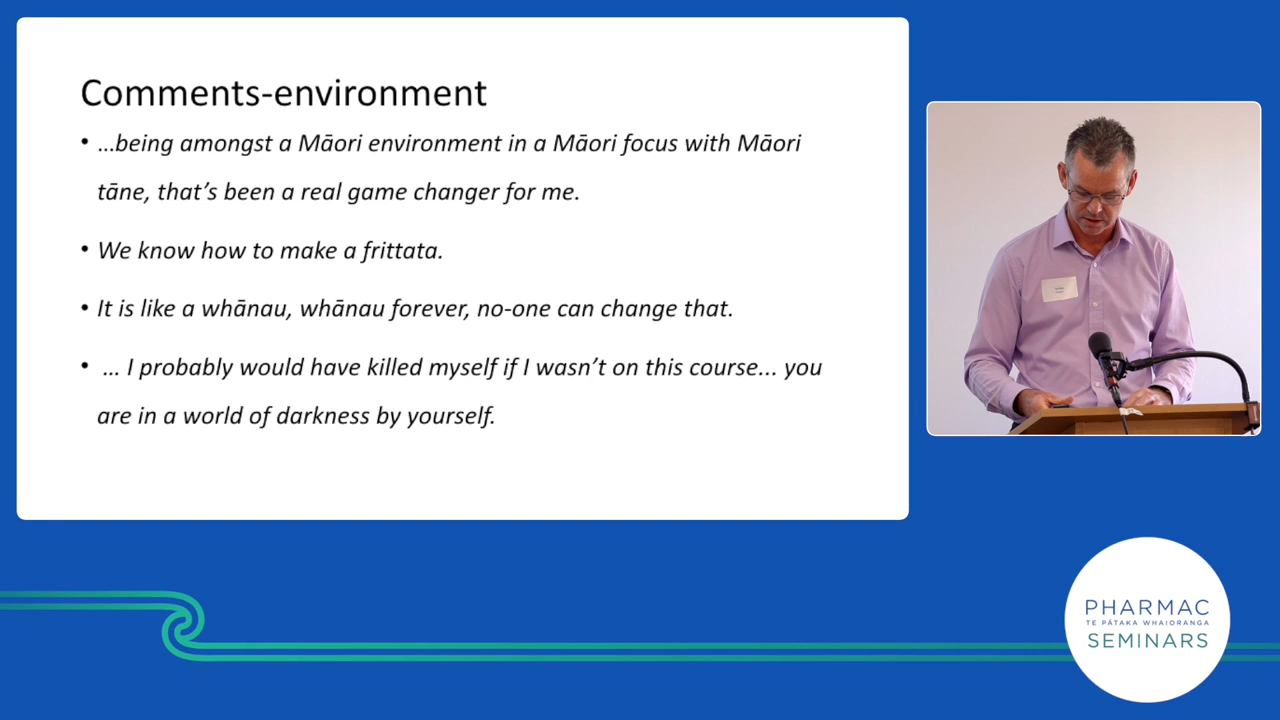 Comments-environment
• …being amongst a Māori environment in a Māori focus with Māori
tāne, that’s been a real game changer for me.
• We know how to make a frittata.
• It is like a whānau, whānau forever, no-one can change that.
• … I probably would have killed myself if I wasn’t on this course... you
are in a world of darkness by yourself.
PHARMAC
TE PĀTAKA WHAIORANGA
SEMINARS